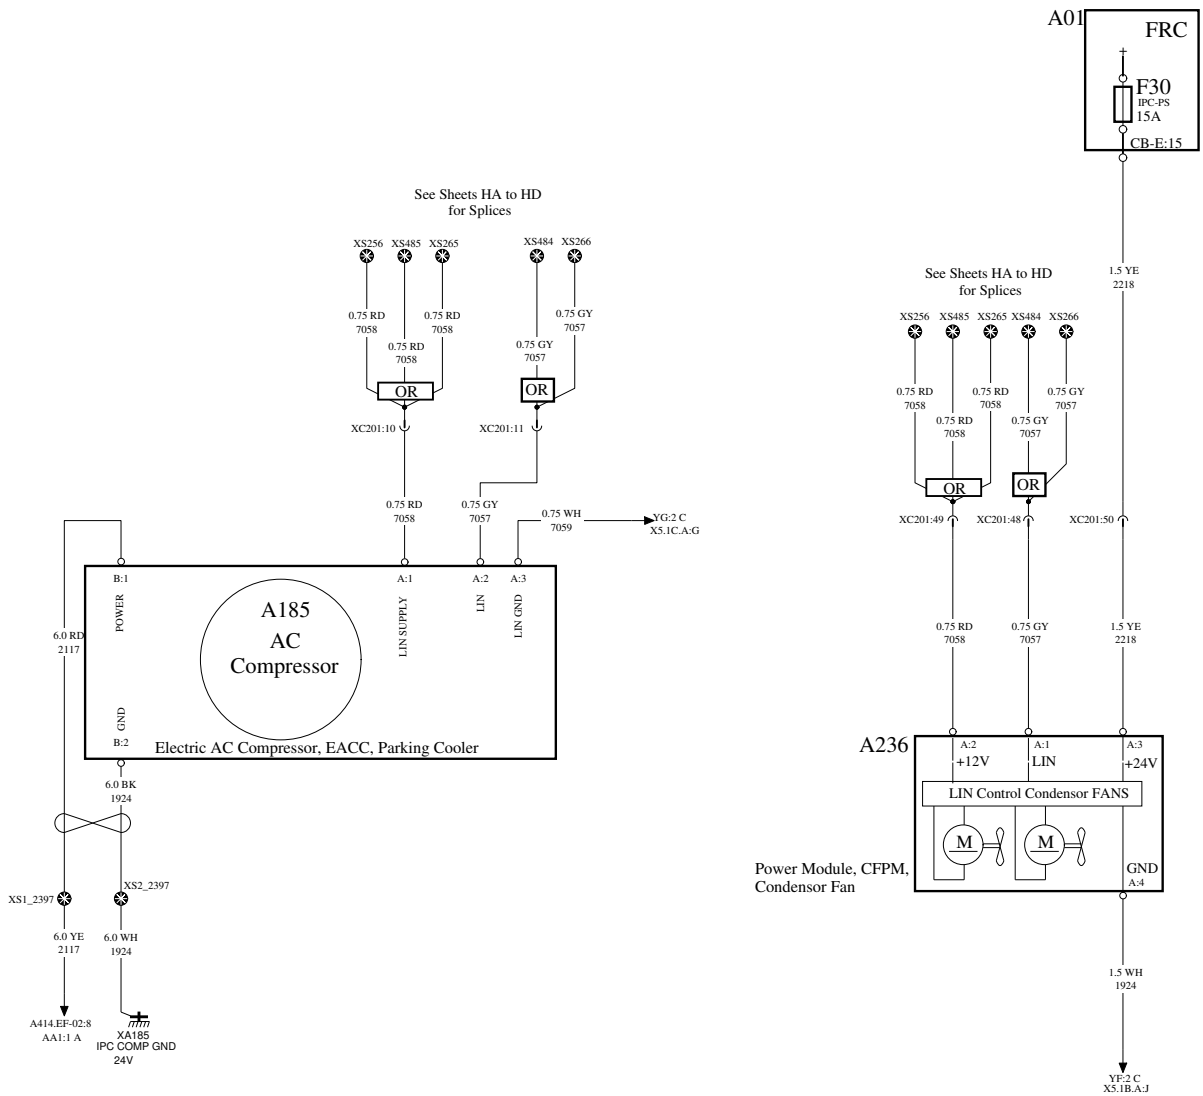 A01
FRC
F30
IPC-PS
15A
CB-E:15
1.5 YE
2218
See Sheets HA to HD
for Splices
XS256 XS485 XS265 XS484 XS266
0.75 RD
7058
0.75 RD
7058
0.75 RD
7058
0.75 GY
7057
0.75 GY
7057
OR
OR
XC201:10
XC201:11
0.75 RD
7058
0.75 GY
7057
0.75 WH
7059
YG:2 C
X5.1C.A:G
See Sheets HA to HD
for Splices
XS256 XS485 XS265 XS484 XS266
0.75 RD
7058
0.75 RD
7058
0.75 RD
7058
0.75 GY
7057
0.75 GY
7057
OR
OR
XC201:49
XC201:48
XC201:50
0.75 RD
7058
0.75 GY
7057
1.5 YE
2218
B:1
POWER
A:1
LIN SUPPLY
A:2
LIN
A:3
LIN GND
A185
AC
Compressor
6.0 RD
2117
GND
B:2
Electric AC Compressor, EACC, Parking Cooler
6.0 BK
1924
XS1_2397
XS2_2397
6.0 YE
2117
6.0 WH
1924
A414.EF-02:8
AA1:1 A
XA185
IPC COMP GND
24V
A236
A:2
+12V
A:1
LIN
A:3
+24V
LIN Control Condensor FANS
M
M
GND
A:4
Power Module, CFPM,
Condensor Fan
1.5 WH
1924
YF:2 C
X5.1B.A:J